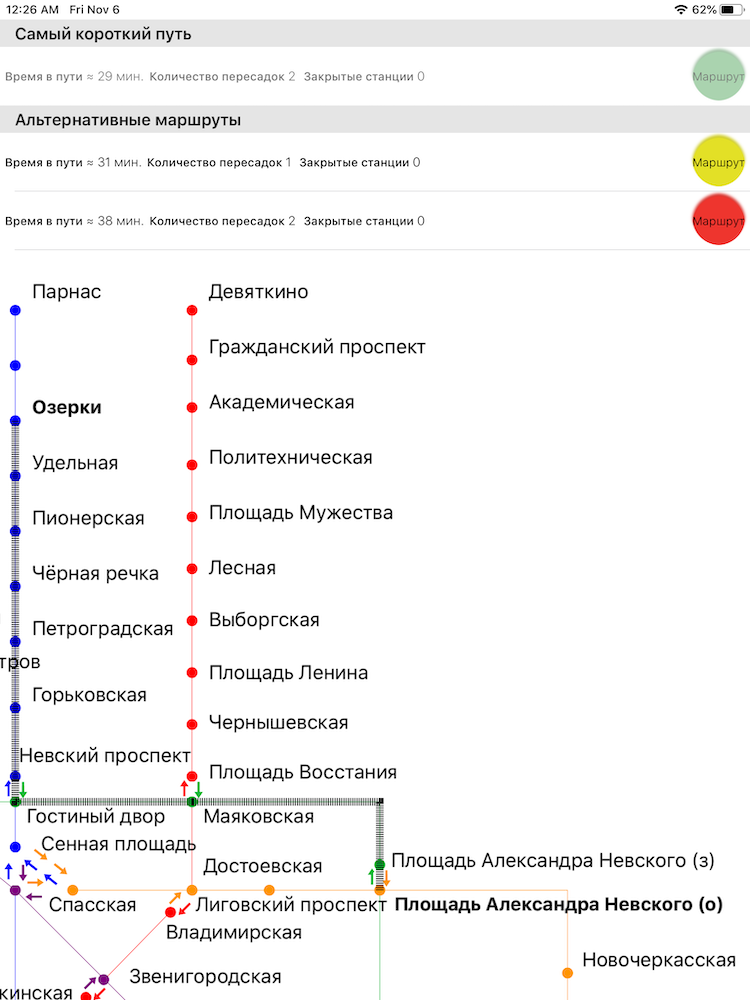 12:26 AM Fri Nov 6 62%
Самый короткий путь
Время в пути ≈ 29 мин. Количество пересадок 2 Закрытые станции 0 Маршрут
Альтернативные маршруты
Время в пути ≈ 31 мин. Количество пересадок 1 Закрытые станции 0 Маршрут
Время в пути ≈ 38 мин. Количество пересадок 2 Закрытые станции 0 Маршрут
Парнас Девяткино
Гражданский проспект
Озерки Академическая
Удельная Политехническая
Пионерская Площадь Мужества
Чёрная речка Лесная
Петроградская Выборгская
тров Площадь Ленина
Горьковская
Чернышевская
Невский проспект
Площадь Восстания
Гостиный двор Маяковская
Сенная площадь
Достоевская Площадь Александра Невского (з)
Спасская Лиговский проспект Площадь Александра Невского (о)
Владимирская
Новочеркасская
Звенигородская
кинская